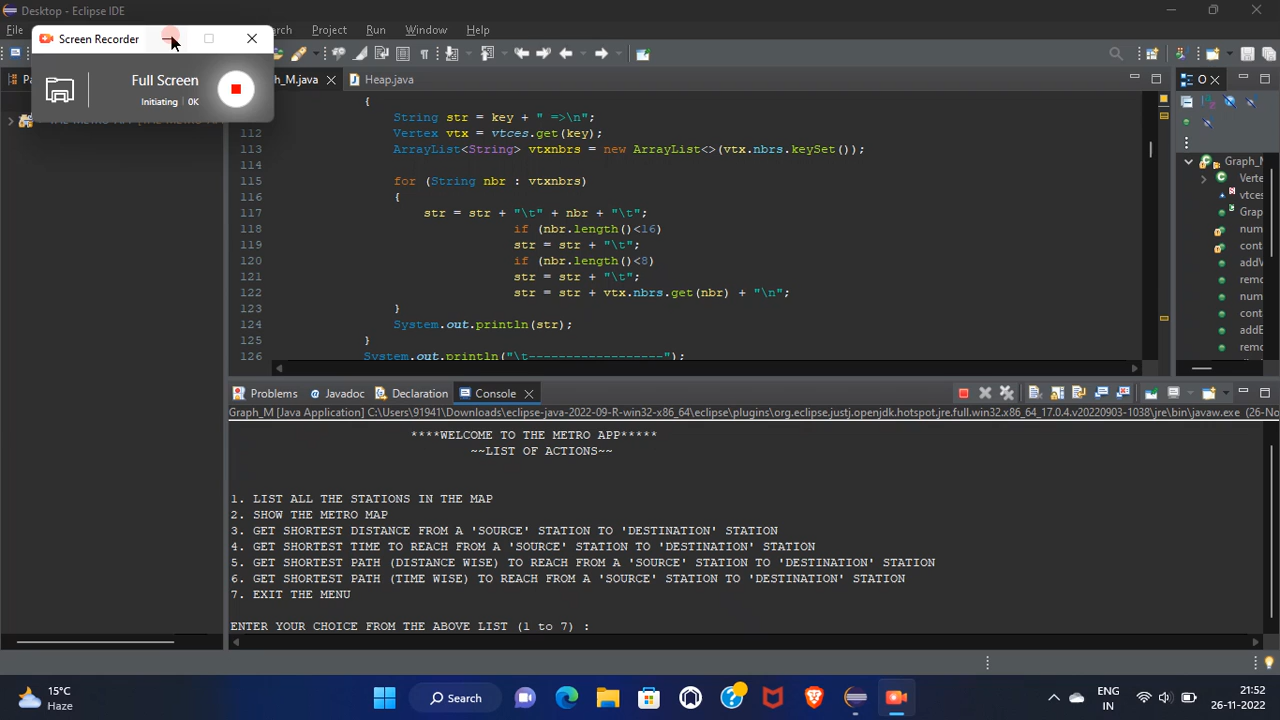 Desktop - Eclipse IDE
File
Project
Run
Window
Help
Screen Recorder
Full Screen
Initiating
0K
h_M.java
Heap.java
O
{
String str = key + " =>\n";
112 Vertex vtx = vtces.get(key);
113 ArrayList<String> vtxnbrs = new ArrayList<>(vtx.nbrs.keySet());
114
115 for (String nbr : vtxnbrs)
116 {
117 str = str + "\t" + nbr + "\t";
118 if (nbr.length()<16)
119 str = str + "\t";
120 if (nbr.length()<8)
121 str = str + "\t";
122 str = str + vtx.nbrs.get(nbr) + "\n";
123 }
124 System.out.println(str);
125 }
126 System.out.println("\t------------------");
Graph_M
Verte
vtces
Grap
num
cont
addV
remo
num
cont
addE
remo
Problems
Javadoc
Declaration
Console
Graph_M [Java Application] C:\Users\91941\Downloads\eclipse-java-2022-09-R-win32-x86_64\eclipse\plugins\org.eclipse.justj.openjdk.hotspot.jre.full.win32.x86_64_17.0.4.v20220903-1038\jre\bin\javaw.exe (26-No
****WELCOME TO THE METRO APP*****
~~LIST OF ACTIONS~~
1. LIST ALL THE STATIONS IN THE MAP
2. SHOW THE METRO MAP
3. GET SHORTEST DISTANCE FROM A 'SOURCE' STATION TO 'DESTINATION' STATION
4. GET SHORTEST TIME TO REACH FROM A 'SOURCE' STATION TO 'DESTINATION' STATION
5. GET SHORTEST PATH (DISTANCE WISE) TO REACH FROM A 'SOURCE' STATION TO 'DESTINATION' STATION
6. GET SHORTEST PATH (TIME WISE) TO REACH FROM A 'SOURCE' STATION TO 'DESTINATION' STATION
7. EXIT THE MENU
ENTER YOUR CHOICE FROM THE ABOVE LIST (1 to 7) :
15°C
Haze
Search
ENG
IN
21:52
26-11-2022